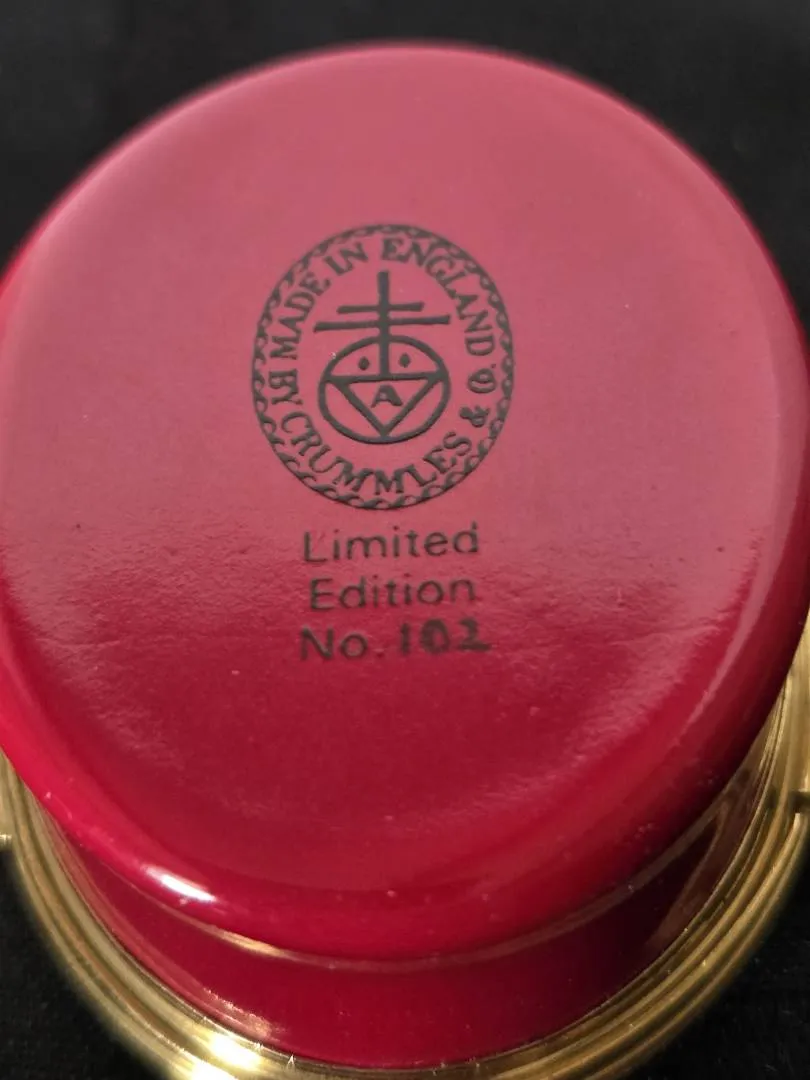 MADE IN ENGLAND
BY CRUMMLES & Co.
A
Limited
Edition
No. 102